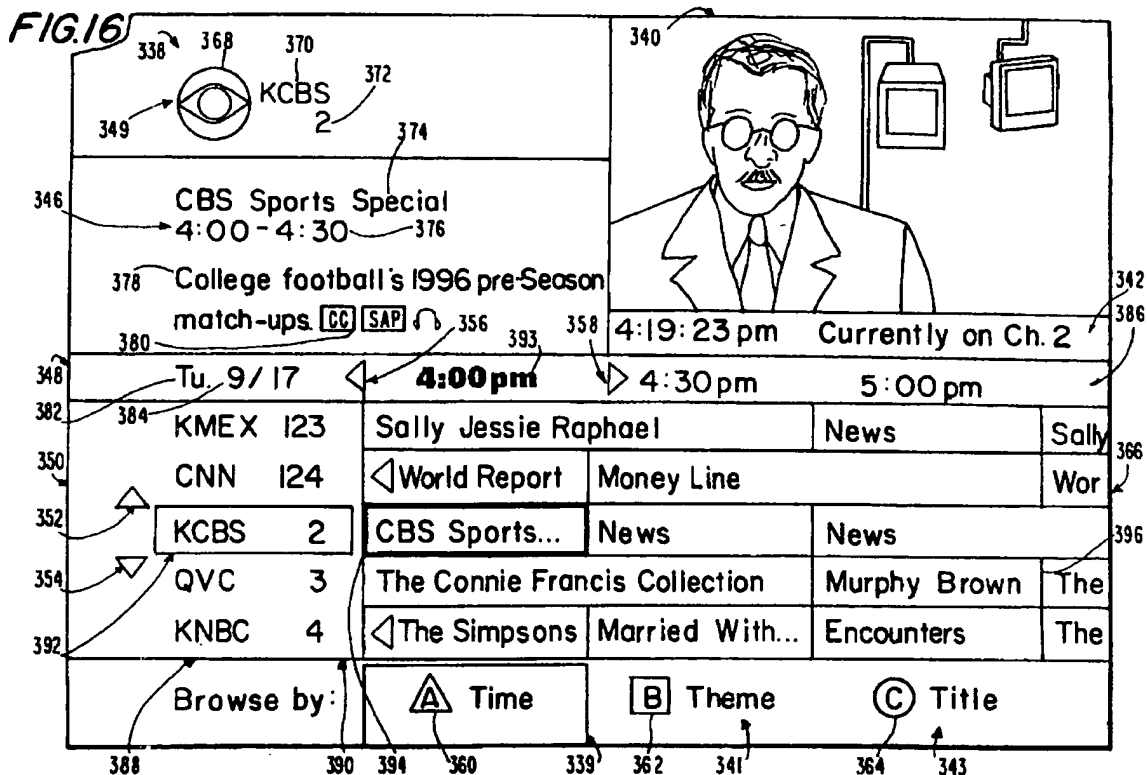 FIG.16
338
368
370
372
340
349
KCBS
2
374
346
CBS Sports Special
4:00-4:30
376
378
College football's 1996 pre-Season
match-ups. CC SAP
380
356
358
393
342
386
4:19:23 pm Currently on Ch. 2
348
Tu. 9/17 4:00pm 4:30pm 5:00pm
382
384
KMEX 123 Sally Jessie Raphael News Sally
350
366
CNN 124 World Report Money Line Wor
352
KCBS 2 CBS Sports... News News
396
354
QVC 3 The Connie Francis Collection Murphy Brown The
392
KNBC 4 The Simpsons Married With... Encounters The
Browse by: A Time B Theme C Title
388 390 394 360 339 362 341 364 343